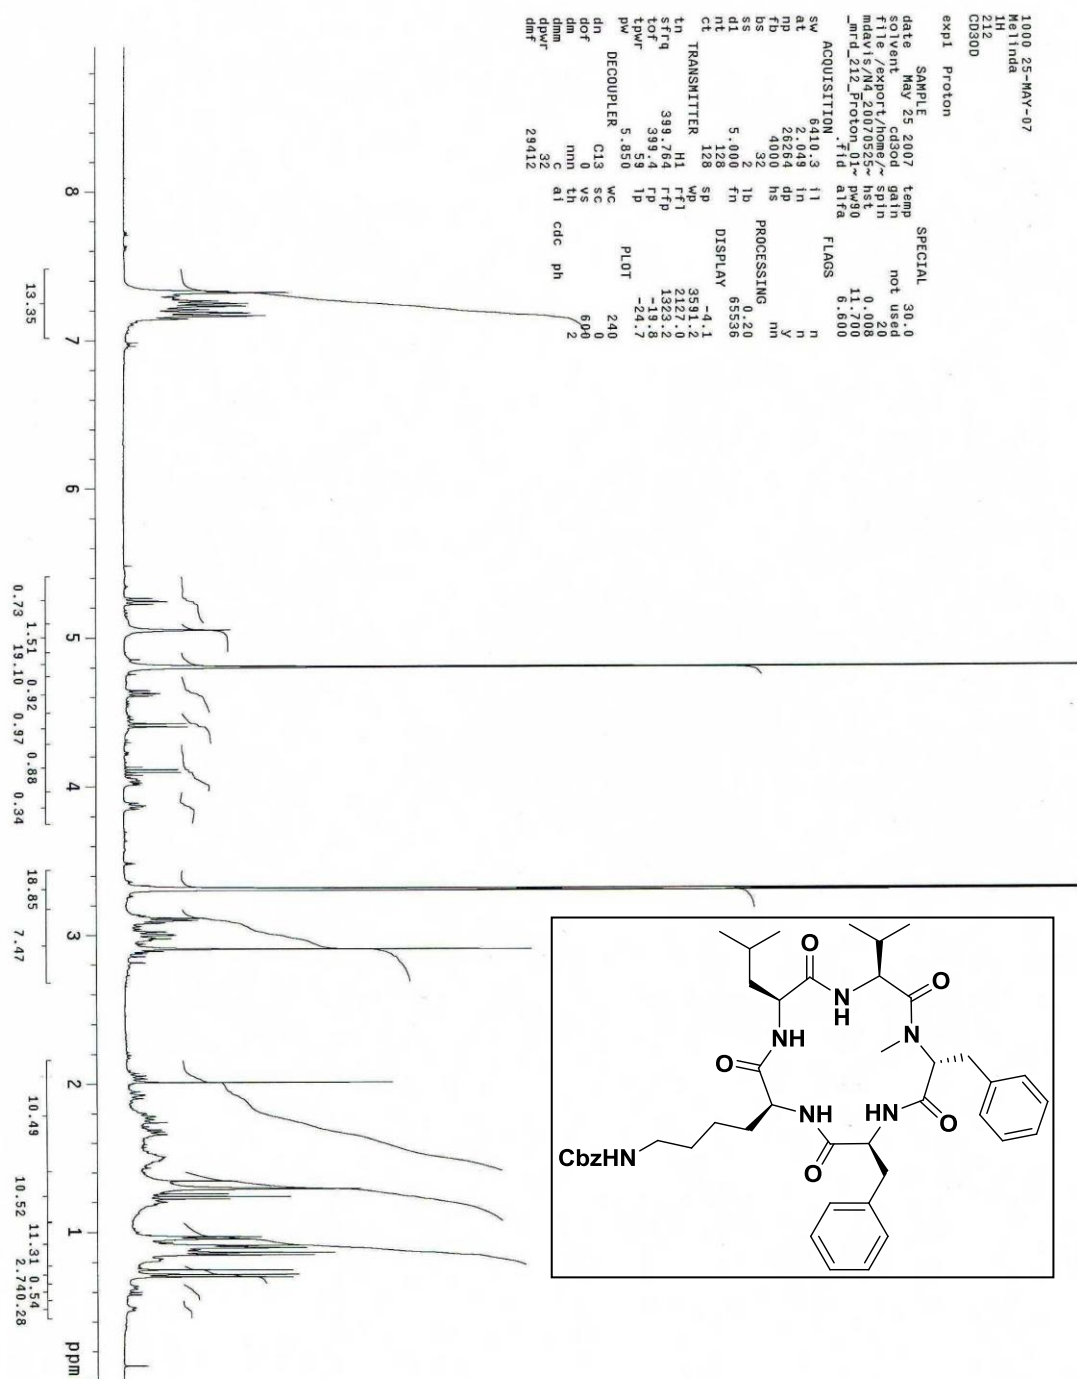 1000 25-MAY-07
Melinda
1H
212
CD3OD
exp1 Proton
SAMPLE SPECIAL
date May 25 2007 temp 30.0
solvent cd3od gain not used
file /export/home/~ spin 20
mdavis/N4_20070525~ hst 0.008
_mrd_212_Proton_01~ pw90 11.700
.fid alfa 6.600
ACQUISITION FLAGS
sw 6410.3 il n
at 2.049 in n
np 26264 dp y
fb 4000 hs nn
bs 32 PROCESSING
ss 2 lb 0.20
d1 5.000 fn 65536
nt 128 DISPLAY
ct 128 sp -4.1
TRANSMITTER wp 3591.2
tn H1 rfl 2127.0
sfrq 399.764 rfp 1323.2
tof 399.4 rp -19.8
tpwr 59 lp -24.7
pw 5.850 PLOT
DECOUPLER wc 240
dn C13 sc 0
dof 0 vs 600
dm nnn th 2
dmm c ai cdc ph
dpwr 32
dmf 29412
O
O
N
H
N
NH
O
O
NH
HN
O
CbzHN
8 7 6 5 4 3 2 1 ppm
13.35 0.73 1.51 19.10 0.92 0.97 0.88 0.34 18.85 7.47 10.49 10.52 11.31 2.74 0.54 0.28